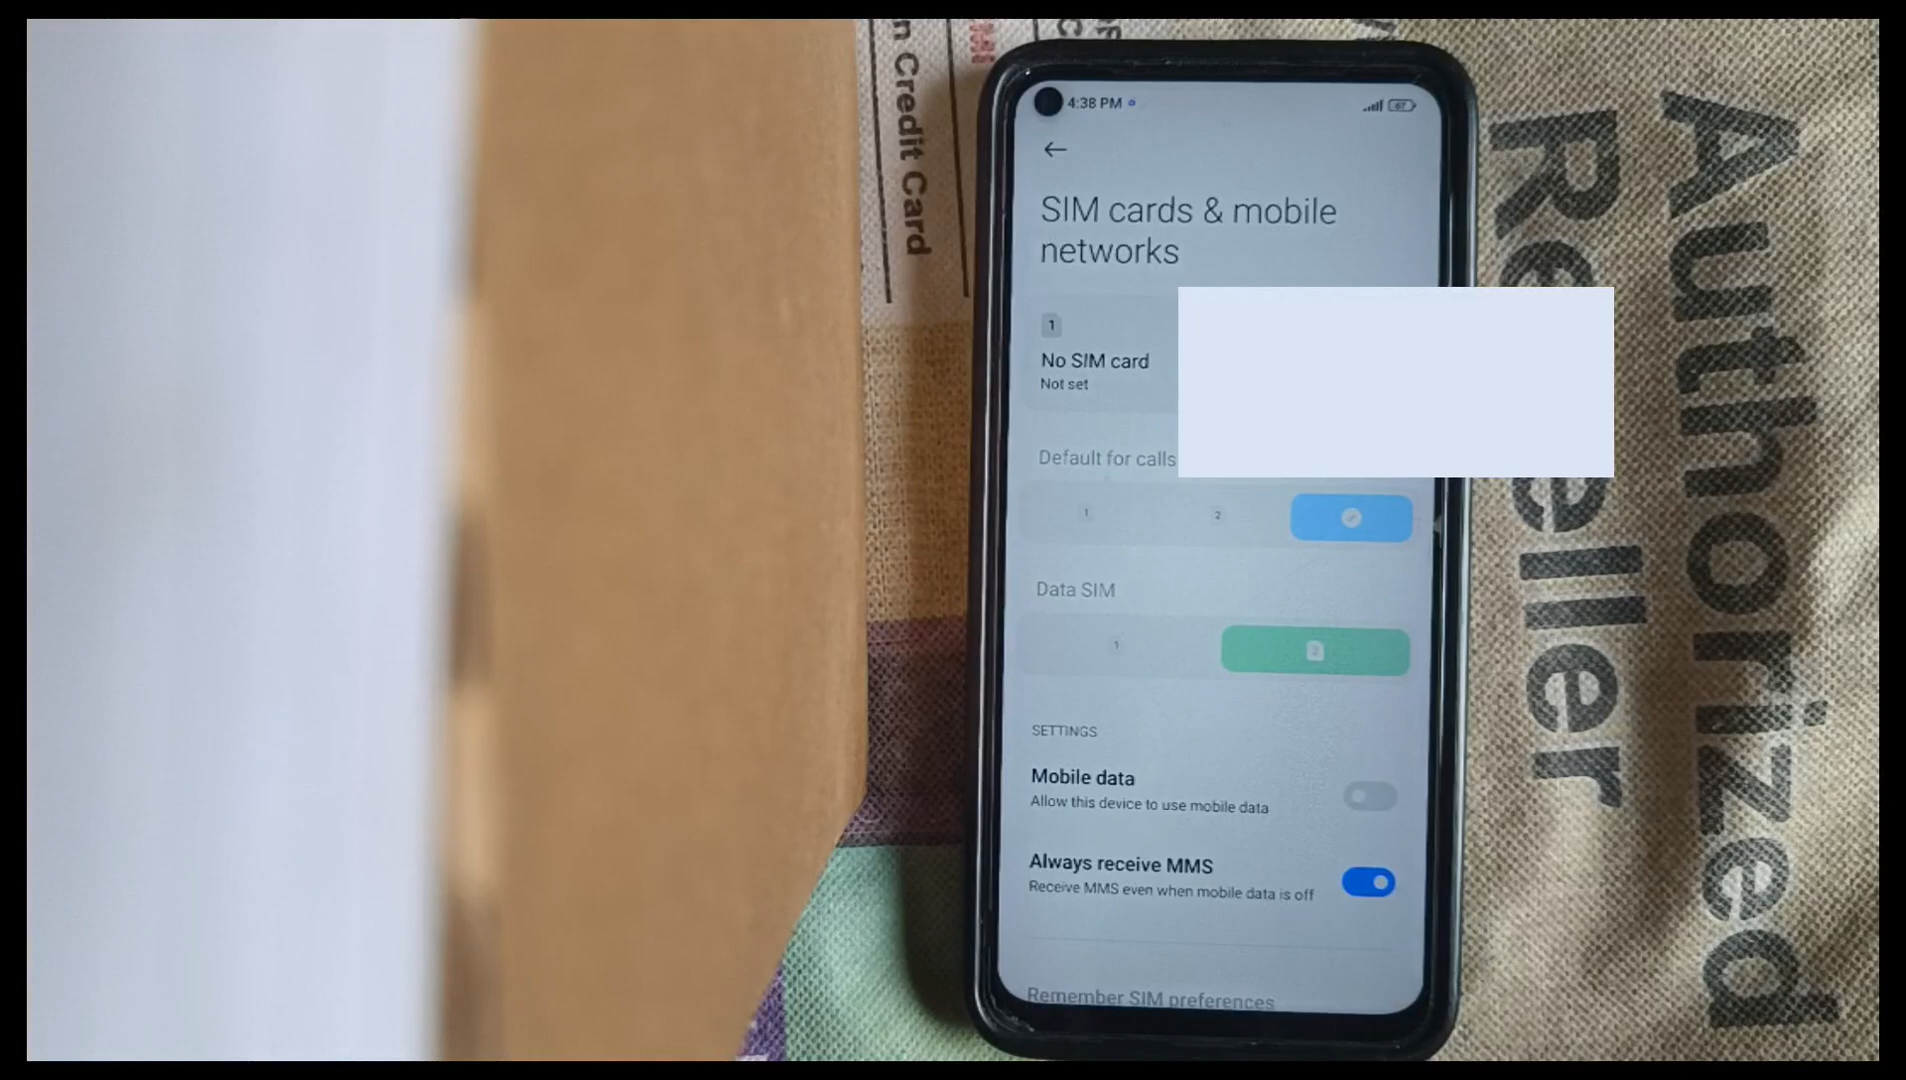 n Credit Card
4:38 PM
67
SIM cards & mobile
networks
1
No SIM card
Not set
Default for calls
1
2
Data SIM
1
2
SETTINGS
Mobile data
Allow this device to use mobile data
Always receive MMS
Receive MMS even when mobile data is off
Remember SIM preferences
Authorized